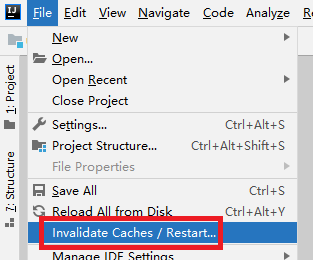 IJ
File Edit View Navigate Code Analyze R
New
Open...
Open Recent
Close Project
Settings... Ctrl+Alt+S
Project Structure... Ctrl+Alt+Shift+S
File Properties
Save All Ctrl+S
Reload All from Disk Ctrl+Alt+Y
Invalidate Caches / Restart...
Manage IDE Settings
1: Project
7: Structure